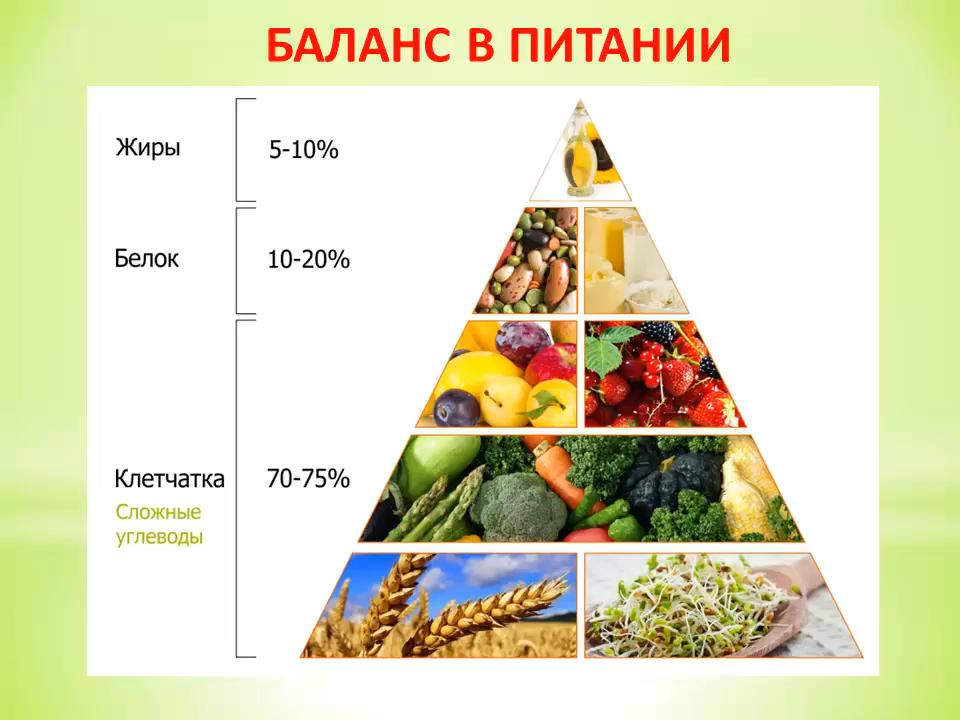 БАЛАНС В ПИТАНИИ
Жиры
5-10%
Белок
10-20%
Клетчатка
70-75%
Сложные
углеводы